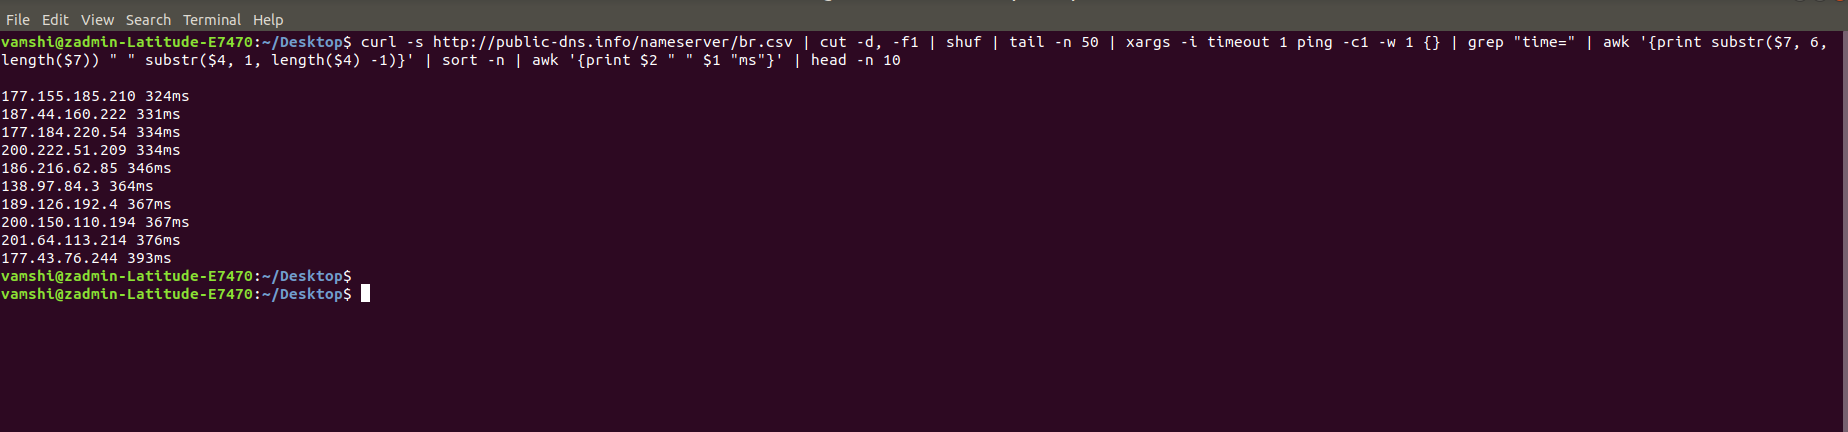 File Edit View Search Terminal Help
vamshi@zadmin-Latitude-E7470:~/Desktop$ curl -s http://public-dns.info/nameserver/br.csv | cut -d, -f1 | shuf | tail -n 50 | xargs -i timeout 1 ping -c1 -w 1 {} | grep "time=" | awk '{print substr($7, 6,
length($7)) " " substr($4, 1, length($4) -1)}' | sort -n | awk '{print $2 " " $1 "ms"}' | head -n 10
177.155.185.210 324ms
187.44.160.222 331ms
177.184.220.54 334ms
200.222.51.209 334ms
186.216.62.85 346ms
138.97.84.3 364ms
189.126.192.4 367ms
200.150.110.194 367ms
201.64.113.214 376ms
177.43.76.244 393ms
vamshi@zadmin-Latitude-E7470:~/Desktop$
vamshi@zadmin-Latitude-E7470:~/Desktop$